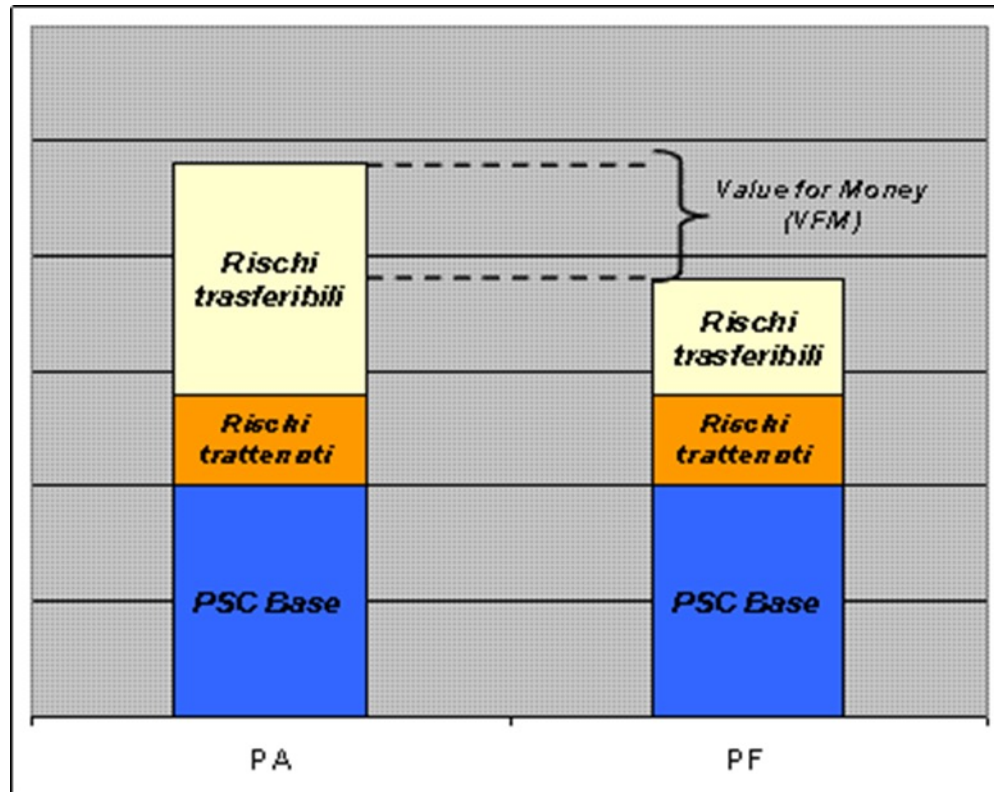 Value for Money
(VFM)
Rischi
trasferibili
Rischi
trasferibili
Rischi
trattenuti
Rischi
trattenuti
PSC Base
PSC Base
PA
PF